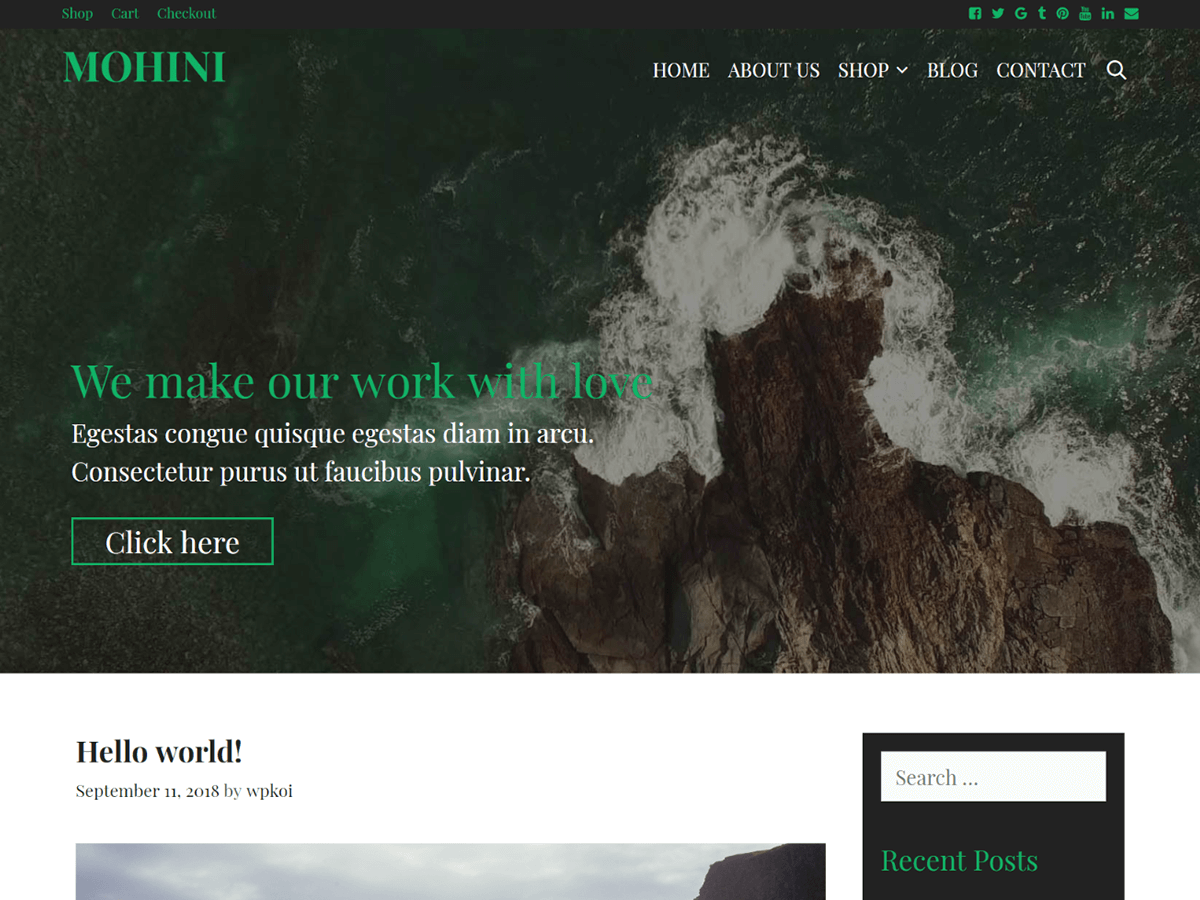 Shop Cart Checkout
MOHINI
HOME ABOUT US SHOP BLOG CONTACT
We make our work with love
Egestas congue quisque egestas diam in arcu.
Consectetur purus ut faucibus pulvinar.
Click here
Hello world!
September 11, 2018 by wpkoi
Search ...
Recent Posts